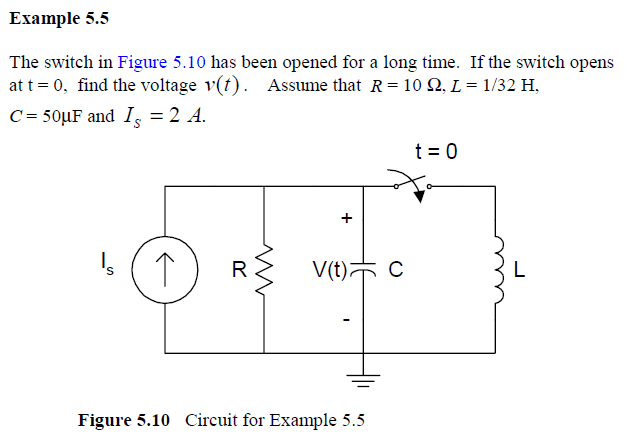 Example 5.5
The switch in Figure 5.10 has been opened for a long time. If the switch opens
at t = 0, find the voltage v(t). Assume that R = 10 Ω, L = 1/32 H,
C = 50μF and I_s = 2 A.
t = 0
+
I_s
R
V(t)
C
L
-
Figure 5.10 Circuit for Example 5.5